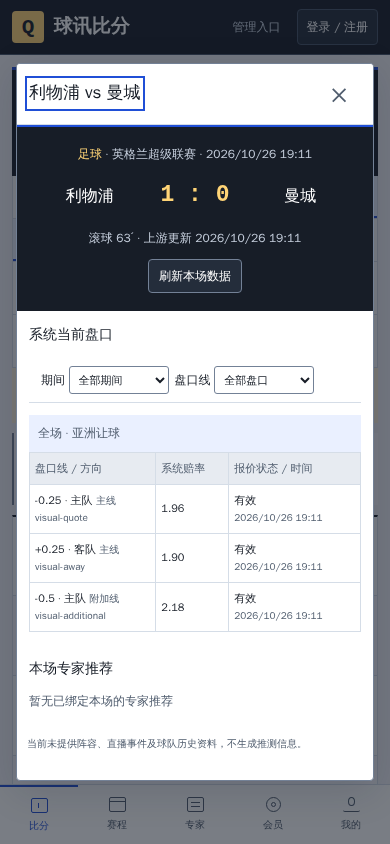 Q 球讯比分 管理入口 登录 / 注册
利物浦 vs 曼城 ×
足球 · 英格兰超级联赛 · 2026/10/26 19:11
利物浦 1 : 0 曼城
滚球 63´ · 上游更新 2026/10/26 19:11
刷新本场数据
系统当前盘口
期间 全部期间 盘口线 全部盘口
全场 · 亚洲让球
盘口线 / 方向 系统赔率 报价状态 / 时间
-0.25 · 主队 主线 1.96 有效
visual-quote 2026/10/26 19:11
+0.25 · 客队 主线 1.90 有效
visual-away 2026/10/26 19:11
-0.5 · 主队 附加线 2.18 有效
visual-additional 2026/10/26 19:11
本场专家推荐
暂无已绑定本场的专家推荐
当前未提供阵容、直播事件及球队历史资料，不生成推测信息。
比分 赛程 专家 会员 我的